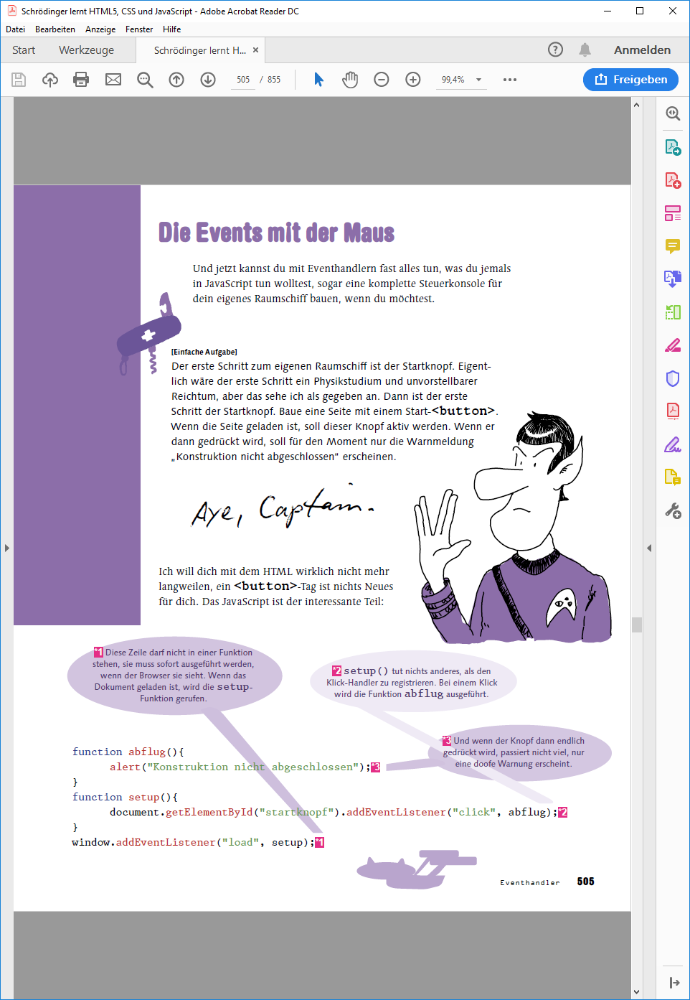 Schrödinger lernt HTML5, CSS und JavaScript - Adobe Acrobat Reader DC
Datei Bearbeiten Anzeige Fenster Hilfe
Start Werkzeuge Schrödinger lernt H... × Anmelden
505 / 855 99,4% Freigeben
Die Events mit der Maus
Und jetzt kannst du mit Eventhandlern fast alles tun, was du jemals
in JavaScript tun wolltest, sogar eine komplette Steuerkonsole für
dein eigenes Raumschiff bauen, wenn du möchtest.
[Einfache Aufgabe]
Der erste Schritt zum eigenen Raumschiff ist der Startknopf. Eigent-
lich wäre der erste Schritt ein Physikstudium und unvorstellbarer
Reichtum, aber das sehe ich als gegeben an. Dann ist der erste
Schritt der Startknopf. Baue eine Seite mit einem Start-<button>.
Wenn die Seite geladen ist, soll dieser Knopf aktiv werden. Wenn er
dann gedrückt wird, soll für den Moment nur die Warnmeldung
„Konstruktion nicht abgeschlossen“ erscheinen.
Aye, Captain.
Ich will dich mit dem HTML wirklich nicht mehr
langweilen, ein <button>-Tag ist nichts Neues
für dich. Das JavaScript ist der interessante Teil:
*1 Diese Zeile darf nicht in einer Funktion
stehen, sie muss sofort ausgeführt werden,
wenn der Browser sie sieht. Wenn das
Dokument geladen ist, wird die setup-
Funktion gerufen.
*2 setup() tut nichts anderes, als den
Klick-Handler zu registrieren. Bei einem Klick
wird die Funktion abflug ausgeführt.
*3 Und wenn der Knopf dann endlich
gedrückt wird, passiert nicht viel, nur
eine doofe Warnung erscheint.
function abflug(){
alert("Konstruktion nicht abgeschlossen");*3
}
function setup(){
document.getElementById("startknopf").addEventListener("click", abflug);*2
}
window.addEventListener("load", setup);*1
Eventhandler 505